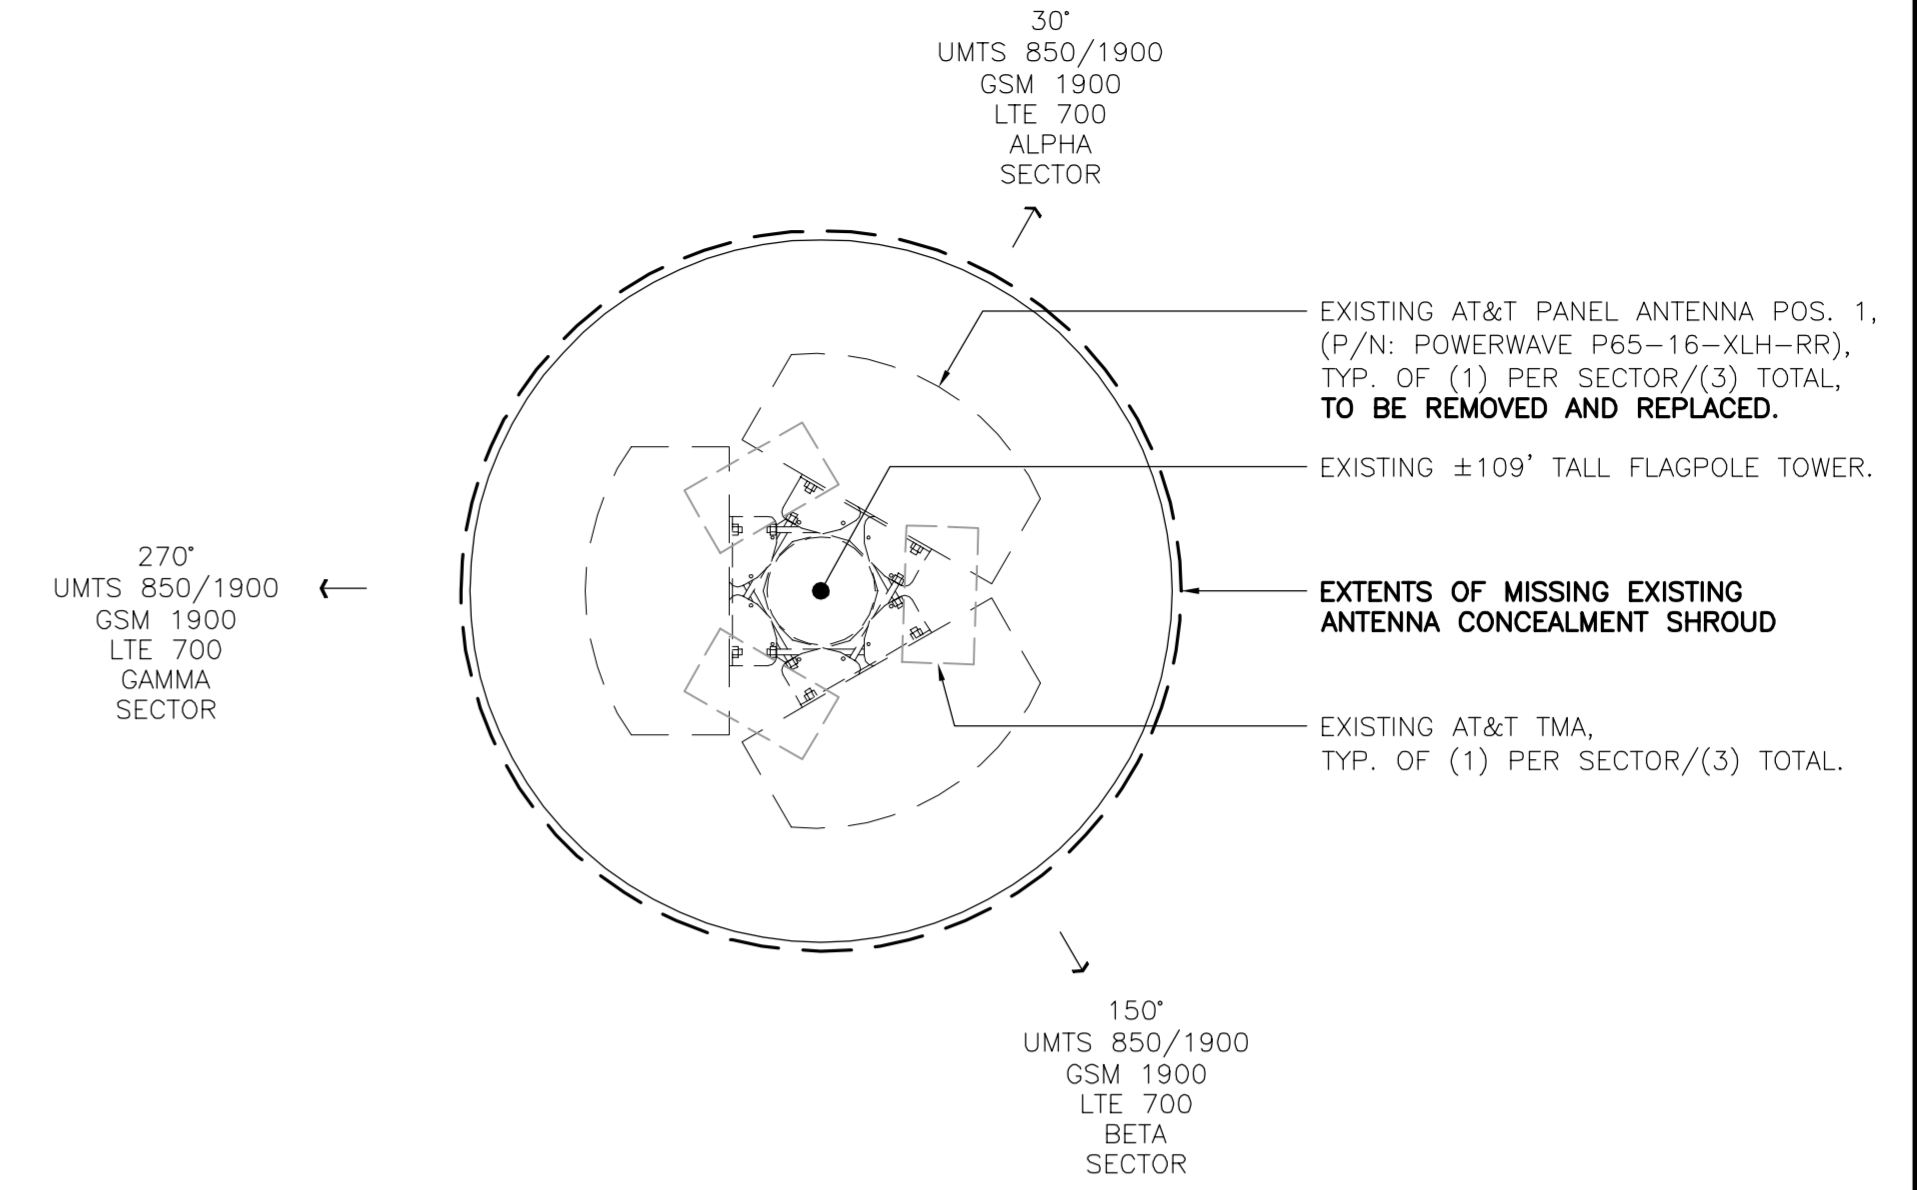 30°
UMTS 850/1900
GSM 1900
LTE 700
ALPHA
SECTOR
EXISTING AT&T PANEL ANTENNA POS. 1,
(P/N: POWERWAVE P65-16-XLH-RR),
TYP. OF (1) PER SECTOR/(3) TOTAL,
TO BE REMOVED AND REPLACED.
EXISTING ±109' TALL FLAGPOLE TOWER.
270°
UMTS 850/1900
GSM 1900
LTE 700
GAMMA
SECTOR
EXTENTS OF MISSING EXISTING
ANTENNA CONCEALMENT SHROUD
EXISTING AT&T TMA,
TYP. OF (1) PER SECTOR/(3) TOTAL.
150°
UMTS 850/1900
GSM 1900
LTE 700
BETA
SECTOR